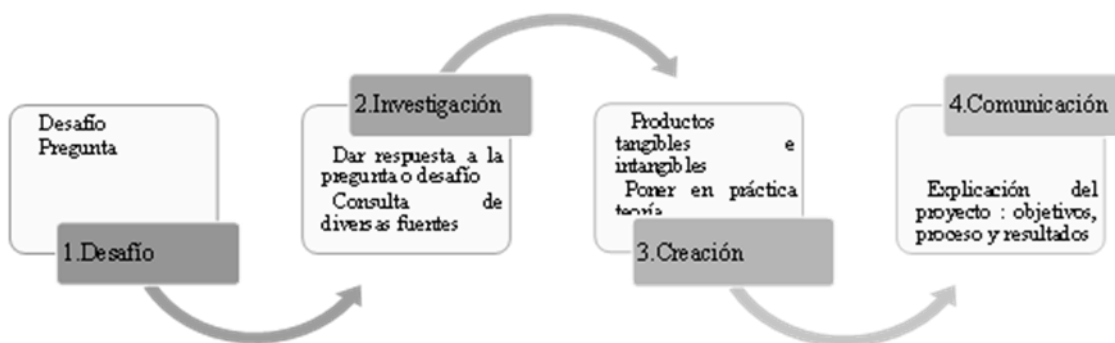 Desafío
Pregunta
1.Desafío
2.Investigación
Dar respuesta a la
pregunta o desafío
Consulta de
diversas fuentes
Productos
tangibles e
intangibles
Poner en práctica
teoría
3.Creación
4.Comunicación
Explicación del
proyecto : objetivos,
proceso y resultados